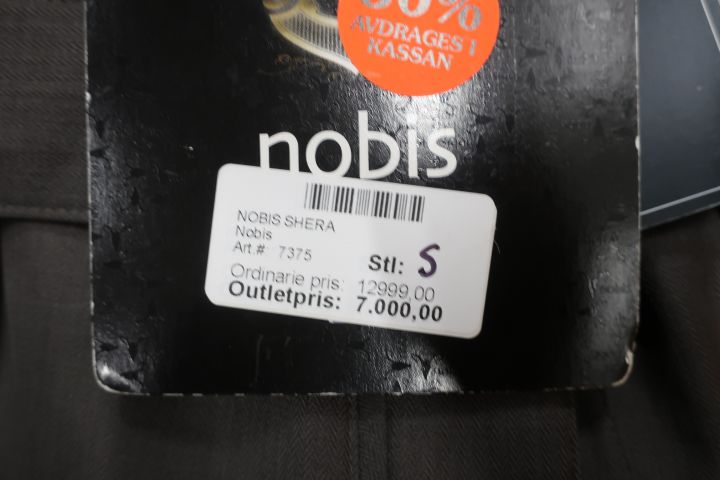 AVDRAGES I
KASSAN
nobis
NOBIS SHERA
Nobis
Art.#: 7375
Stl: S
Ordinarie pris: 12999,00
Outletpris: 7.000,00